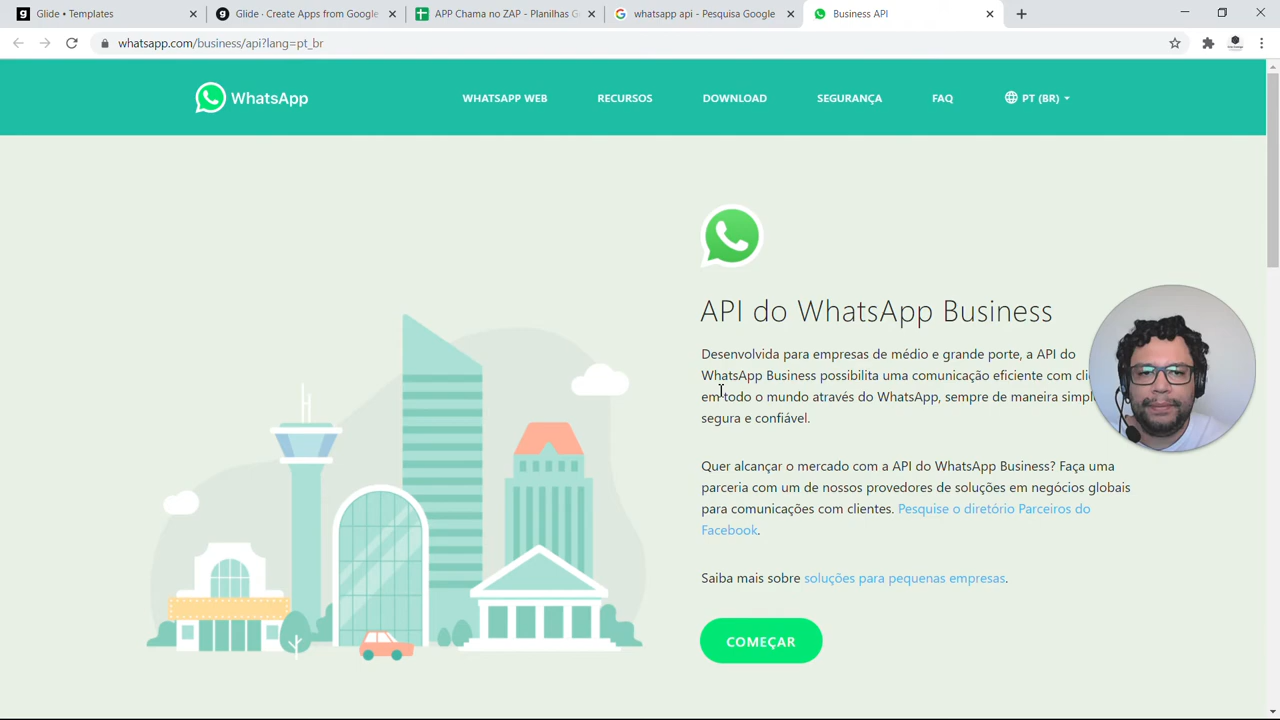 Glide • Templates
Glide - Create Apps from Google
APP Chama no ZAP - Planilhas G
whatsapp api - Pesquisa Google
Business API
whatsapp.com/business/api?lang=pt_br
WhatsApp
WHATSAPP WEB
RECURSOS
DOWNLOAD
SEGURANÇA
FAQ
PT (BR)
API do WhatsApp Business
Desenvolvida para empresas de médio e grande porte, a API do
WhatsApp Business possibilita uma comunicação eficiente com cli
em todo o mundo através do WhatsApp, sempre de maneira simpl
segura e confiável.
Quer alcançar o mercado com a API do WhatsApp Business? Faça uma
parceria com um de nossos provedores de soluções em negócios globais
para comunicações com clientes. Pesquise o diretório Parceiros do
Facebook.
Saiba mais sobre soluções para pequenas empresas.
COMEÇAR